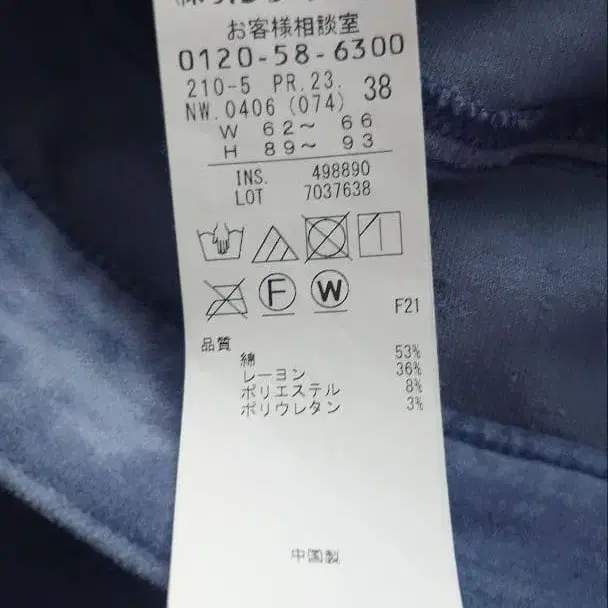 お客様相談室
0120-58-6300
210-5 PR.23. 38
NW.0406 (074)
W 62～ 66
H 89～ 93
INS. 498890
LOT 7037638
F W
F21
品質
綿 53%
レーヨン 36%
ポリエステル 8%
ポリウレタン 3%
中国製